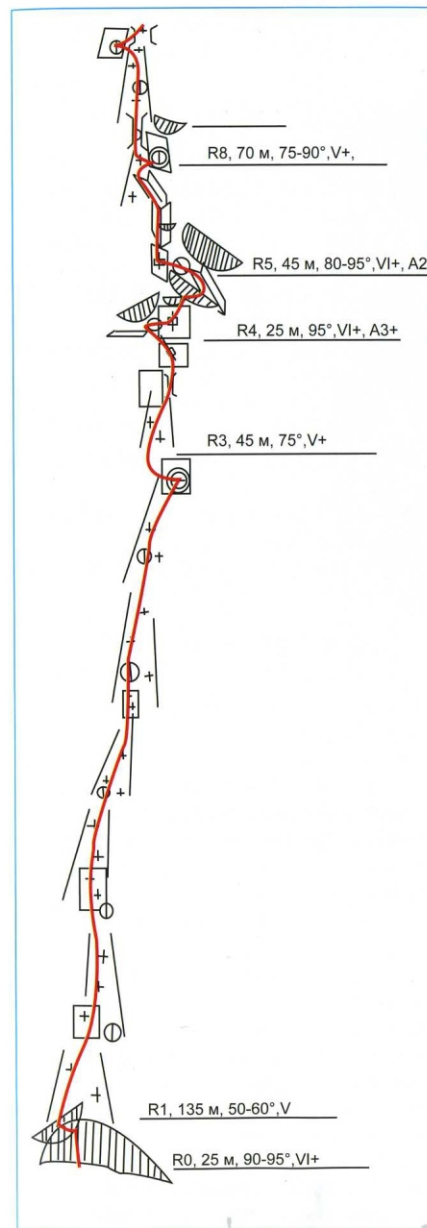 R8, 70 м, 75-90°,V+,
R5, 45 м, 80-95°,VI+, A2
R4, 25 м, 95°,VI+, A3+
R3, 45 м, 75°,V+
R1, 135 м, 50-60°,V
R0, 25 м, 90-95°,VI+